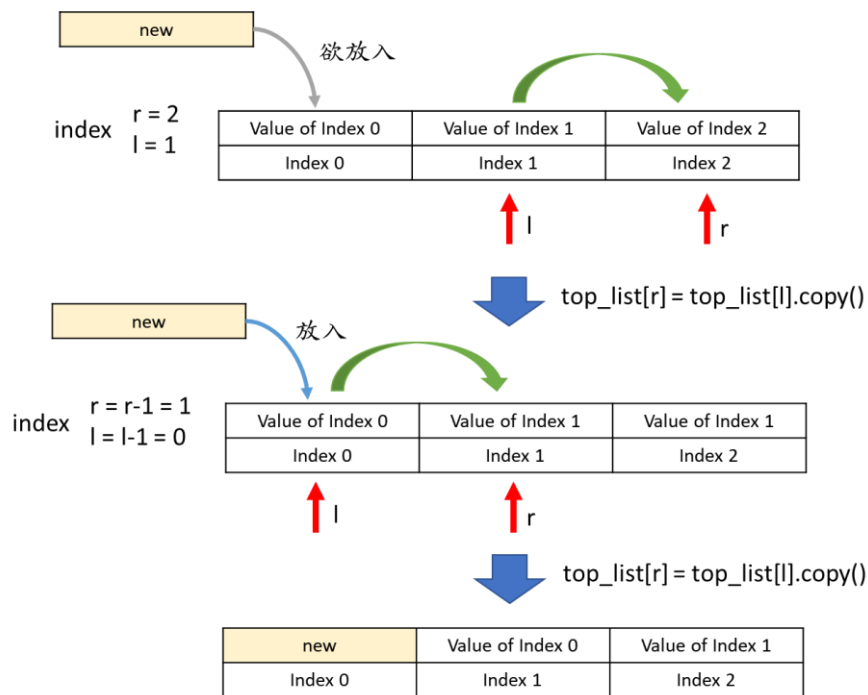 new
欲放入
index
r = 2
l = 1
Value of Index 0 Value of Index 1 Value of Index 2
Index 0 Index 1 Index 2
l r
top_list[r] = top_list[l].copy()
new
放入
index
r = r-1 = 1
l = l-1 = 0
Value of Index 0 Value of Index 1 Value of Index 1
Index 0 Index 1 Index 2
l r
top_list[r] = top_list[l].copy()
new Value of Index 0 Value of Index 1
Index 0 Index 1 Index 2